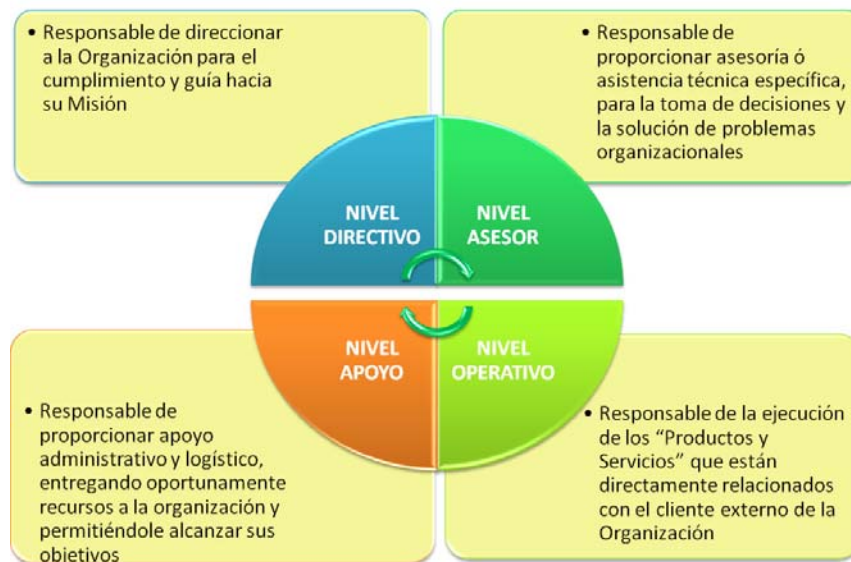 • Responsable de direccionar
a la Organización para el
cumplimiento y guía hacia
su Misión
• Responsable de
proporcionar asesoría ó
asistencia técnica específica,
para la toma de decisiones y
la solución de problemas
organizacionales
NIVEL
DIRECTIVO
NIVEL
ASESOR
NIVEL
APOYO
NIVEL
OPERATIVO
• Responsable de
proporcionar apoyo
administrativo y logístico,
entregando oportunamente
recursos a la organización y
permitiéndole alcanzar sus
objetivos
• Responsable de la ejecución
de los “Productos y
Servicios” que están
directamente relacionados
con el cliente externo de la
Organización